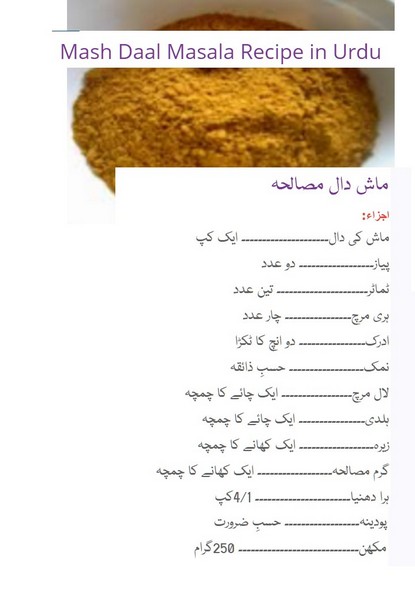 Mash Daal Masala Recipe in Urdu
ماش دال مصالحہ
اجزاء:
ماش کی دال--------------------- ایک کپ
پیاز------------------ دو عدد
ٹماٹر---------------------- تین عدد
ہری مرچ---------------- چار عدد
ادرک---------------- دو انچ کا ٹکڑا
نمک------------------ حسبِ ذائقہ
لال مرچ----------------- ایک چائے کا چمچہ
ہلدی---------------- ایک چائے کا چمچہ
زیرہ------------------ ایک کھانے کا چمچہ
گرم مصالحہ------------------ ایک کھانے کا چمچہ
ہرا دھنیا----------------------- 1/4کپ
پودینہ------------------ حسبِ ضرورت
مکھن----------------------------- 250گرام